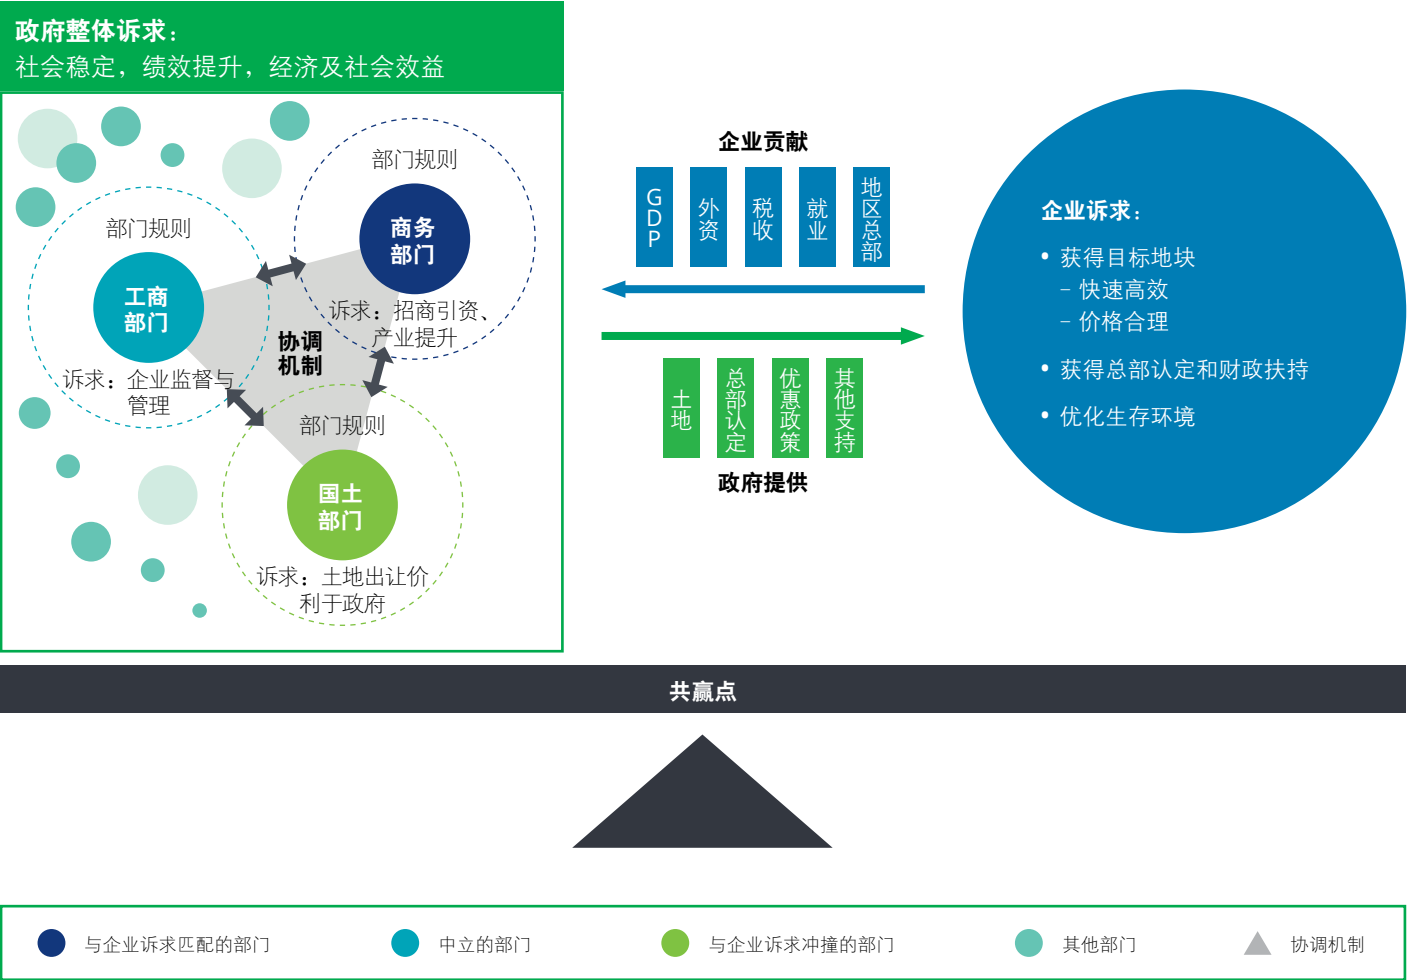 政府整体诉求：
社会稳定，绩效提升，经济及社会效益
部门规则
商务
部门
诉求：招商引资、
产业提升
部门规则
工商
部门
诉求：企业监督与
管理
协调
机制
部门规则
国土
部门
诉求：土地出让价
利于政府
企业贡献
GDP
外资
税收
就业
地区总部
土地
总部认定
优惠政策
其他支持
政府提供
企业诉求：
• 获得目标地块
– 快速高效
– 价格合理
• 获得总部认定和财政扶持
• 优化生存环境
共赢点
与企业诉求匹配的部门
中立的部门
与企业诉求冲撞的部门
其他部门
协调机制